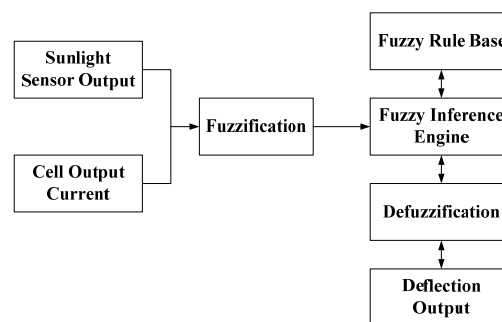 Sunlight
Sensor Output
Cell Output
Current
Fuzzification
Fuzzy Rule Base
Fuzzy Inference
Engine
Defuzzification
Deflection
Output